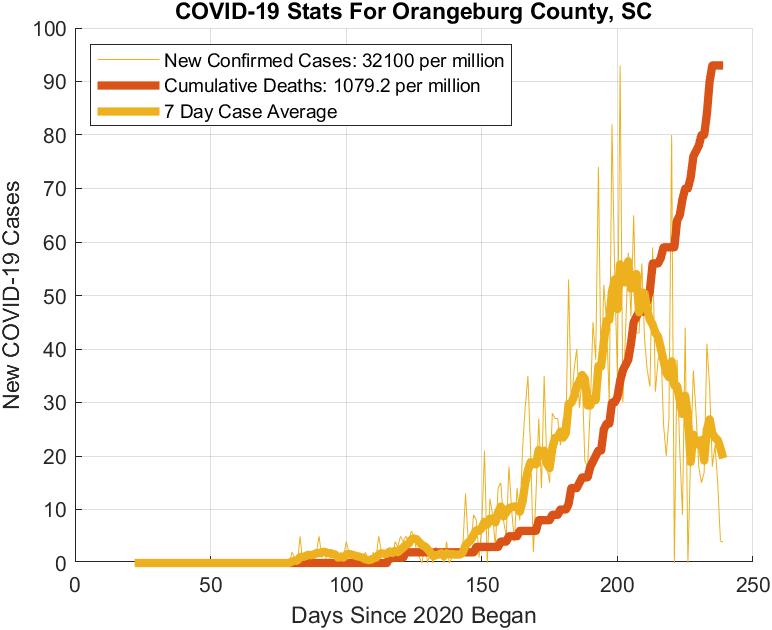 COVID-19 Stats For Orangeburg County, SC
100
90
80
70
60
50
40
30
20
10
0
New COVID-19 Cases
New Confirmed Cases: 32100 per million
Cumulative Deaths: 1079.2 per million
7 Day Case Average
0 50 100 150 200 250
Days Since 2020 Began